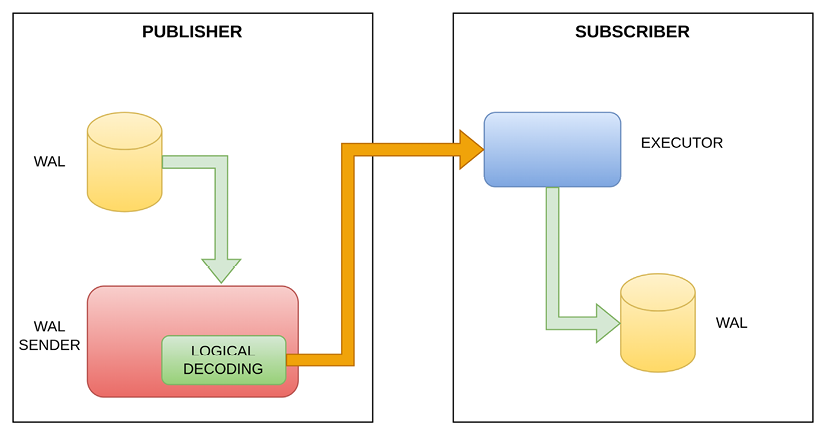 PUBLISHER
SUBSCRIBER
WAL
EXECUTOR
WAL
SENDER
LOGICAL
DECODING
WAL